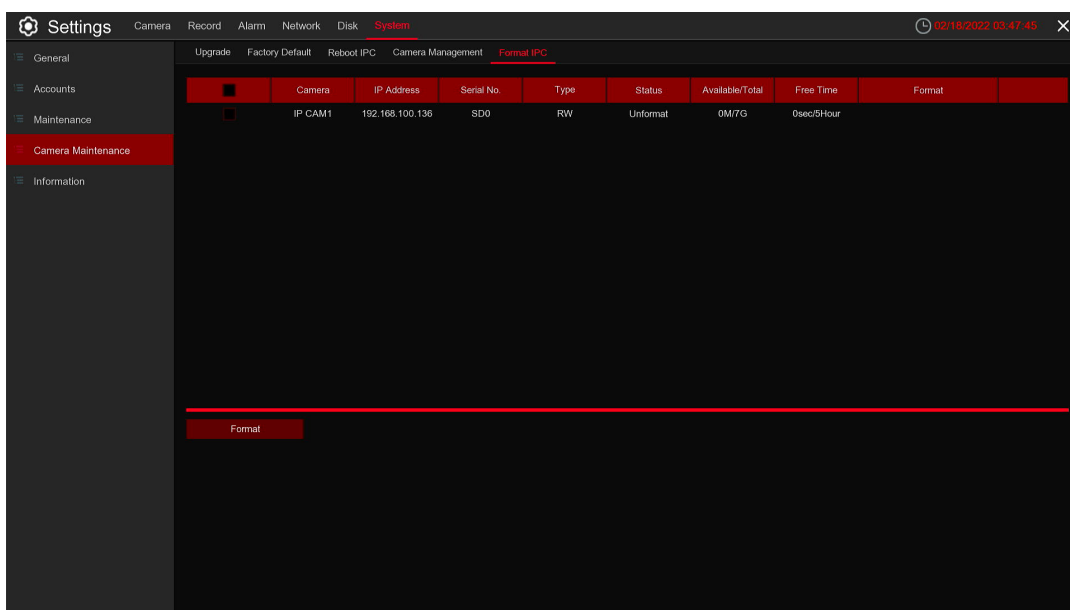 Settings Camera Record Alarm Network Disk System 02/18/2022 03:47:45
Upgrade Factory Default Reboot IPC Camera Management Format IPC
General
Accounts
Maintenance
Camera Maintenance
Information
Camera IP Address Serial No. Type Status Available/Total Free Time Format
IP CAM1 192.168.100.136 SD0 RW Unformat 0M/7G 0sec/5Hour
Format